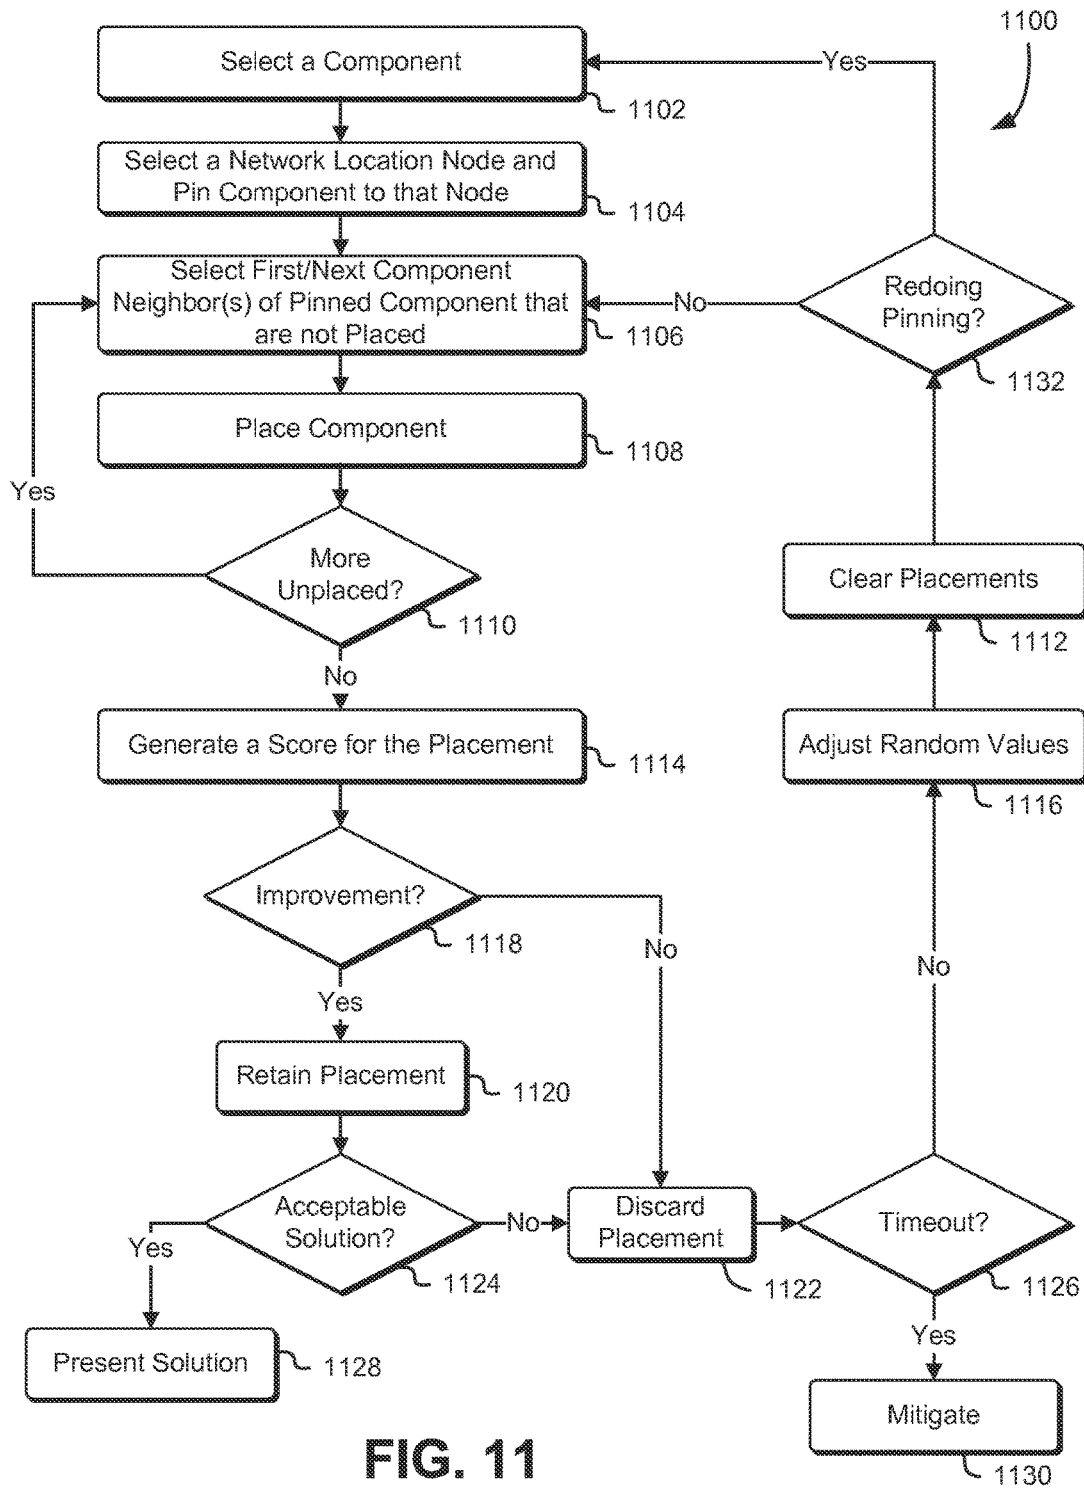 1100
Select a Component
1102
Yes
Select a Network Location Node and
Pin Component to that Node
1104
Select First/Next Component
Neighbor(s) of Pinned Component that
are not Placed
1106
No
Redoing
Pinning?
1132
Place Component
1108
Yes
More
Unplaced?
1110
No
Clear Placements
1112
Generate a Score for the Placement
1114
Adjust Random Values
1116
Improvement?
1118
No
No
Yes
Retain Placement
1120
Acceptable
Solution?
1124
No
Discard
Placement
1122
Timeout?
1126
Yes
Yes
Present Solution
1128
Mitigate
1130
FIG. 11